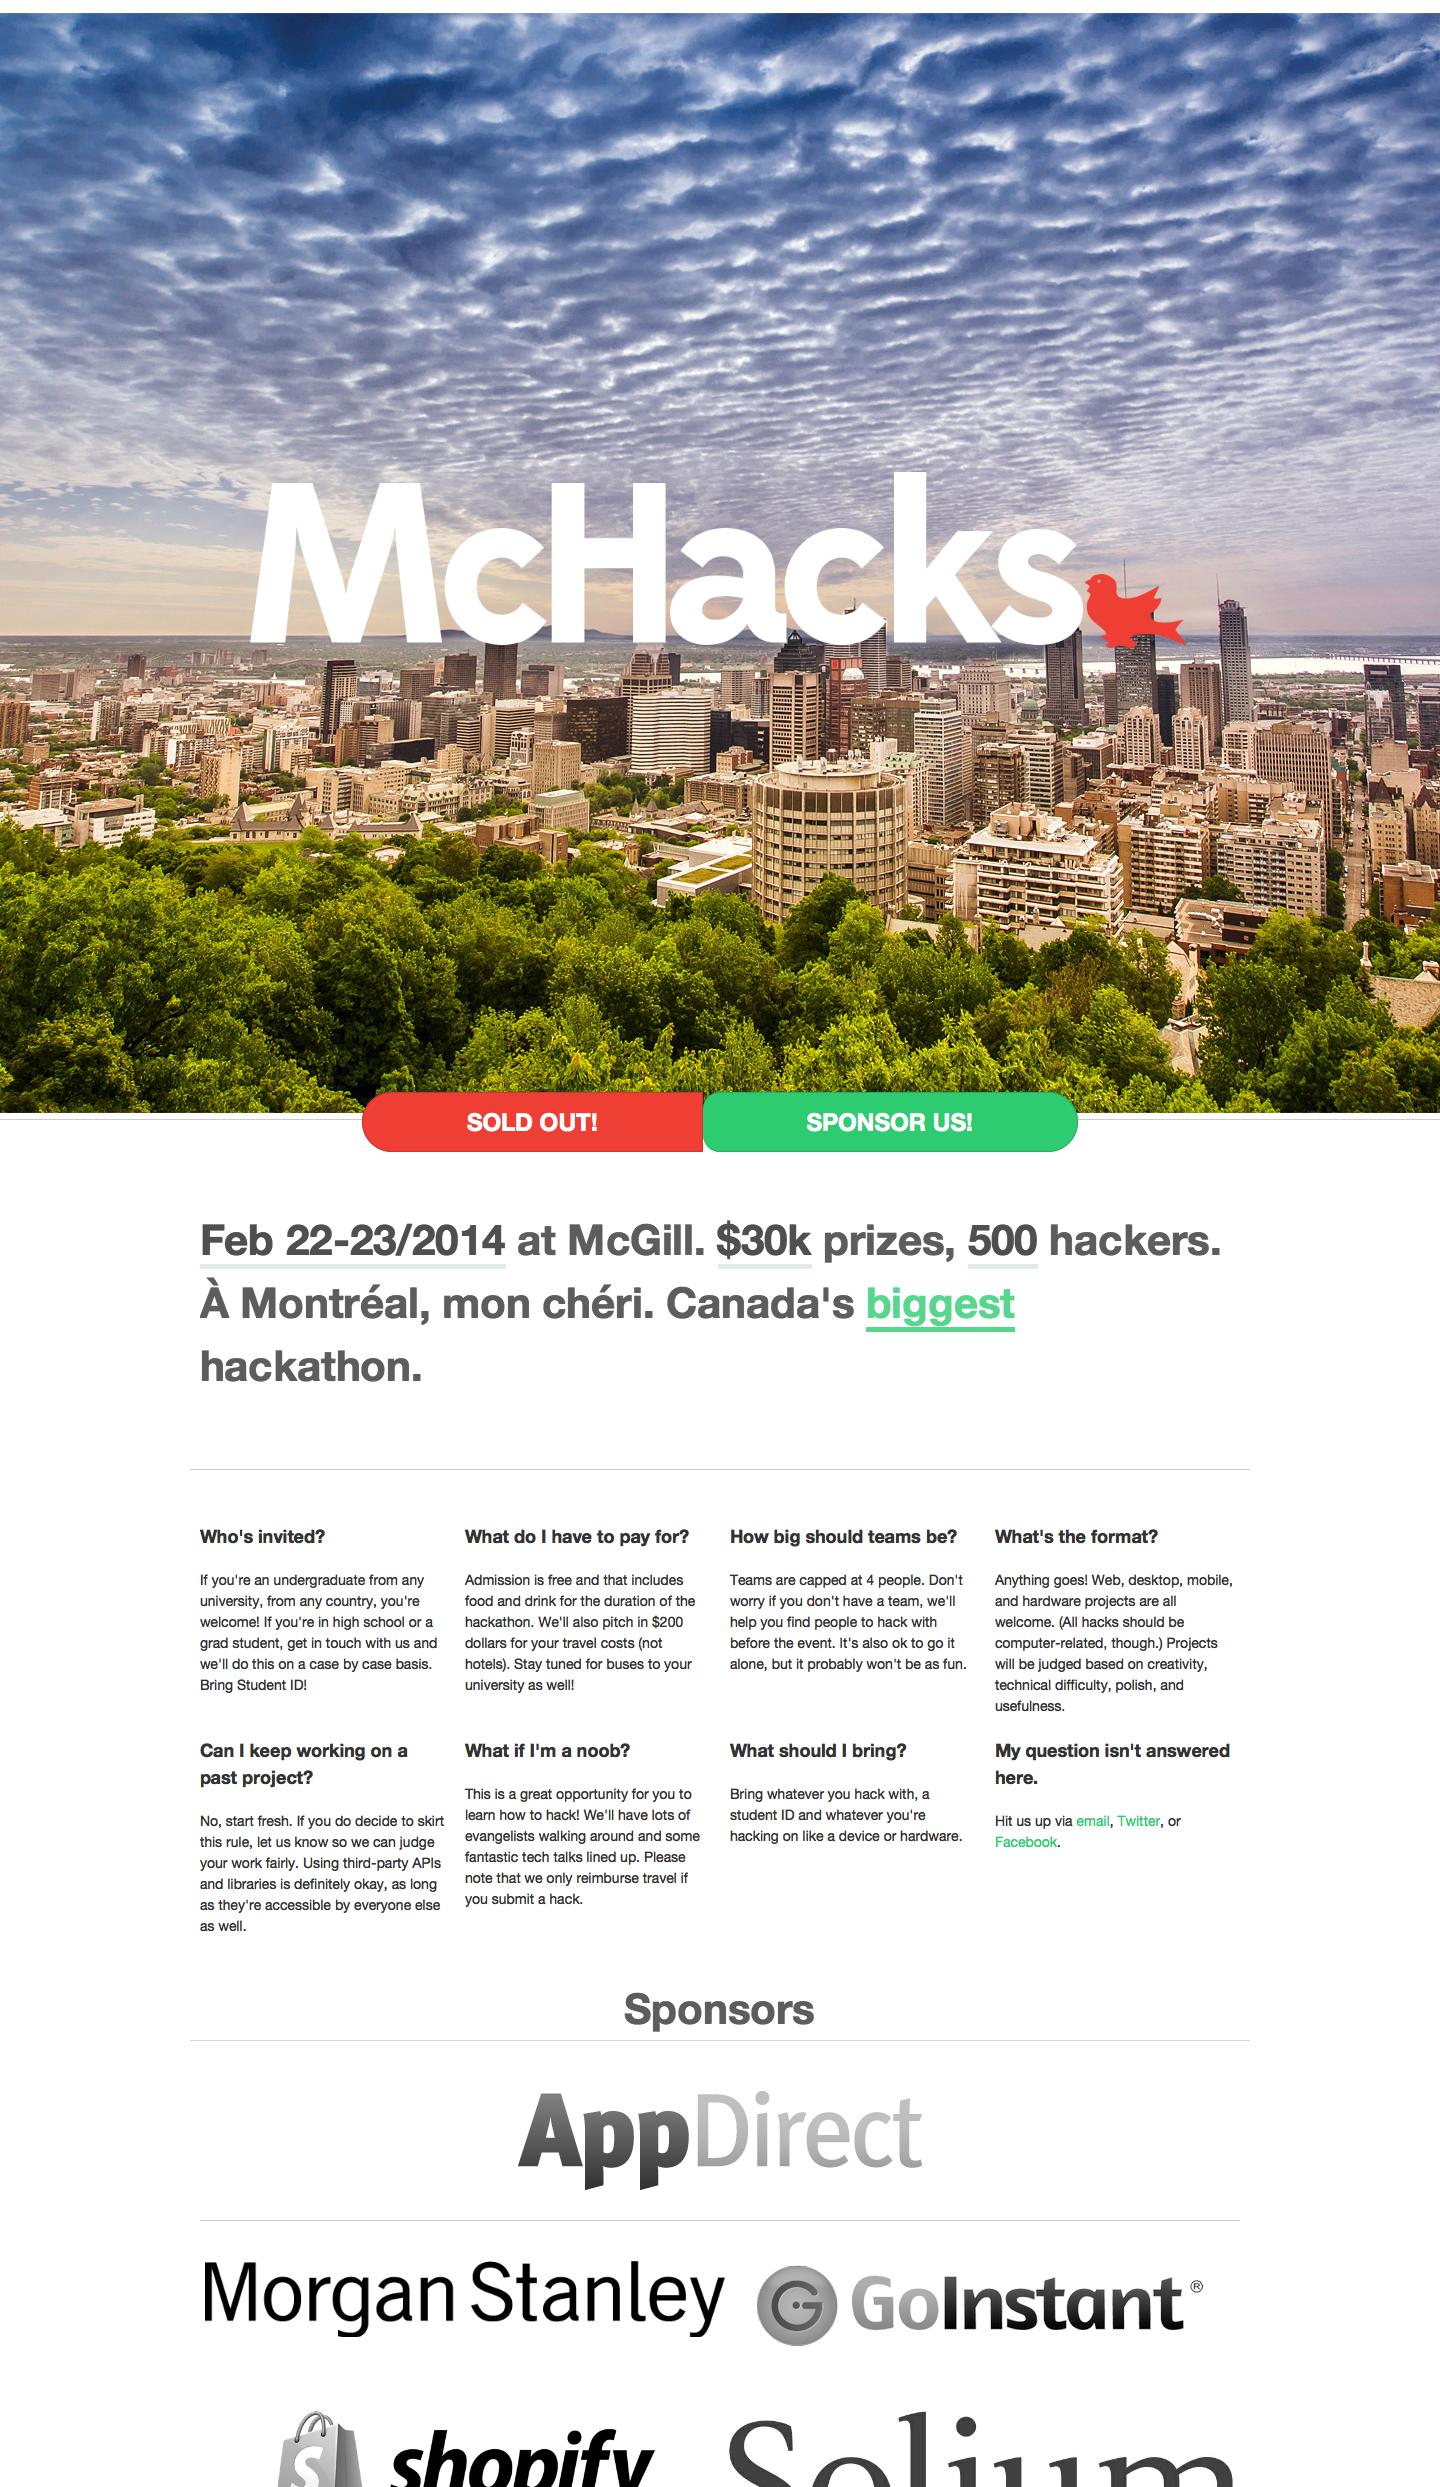 McHacks
SOLD OUT!
SPONSOR US!
Feb 22-23/2014 at McGill. $30k prizes, 500 hackers.
À Montréal, mon chéri. Canada's biggest
hackathon.
Who's invited?
If you're an undergraduate from any
university, from any country, you're
welcome! If you're in high school or a
grad student, get in touch with us and
we'll do this on a case by case basis.
Bring Student ID!
What do I have to pay for?
Admission is free and that includes
food and drink for the duration of the
hackathon. We'll also pitch in $200
dollars for your travel costs (not
hotels). Stay tuned for buses to your
university as well!
How big should teams be?
Teams are capped at 4 people. Don't
worry if you don't have a team, we'll
help you find people to hack with
before the event. It's also ok to go it
alone, but it probably won't be as fun.
What's the format?
Anything goes! Web, desktop, mobile,
and hardware projects are all
welcome. (All hacks should be
computer-related, though.) Projects
will be judged based on creativity,
technical difficulty, polish, and
usefulness.
Can I keep working on a
past project?
No, start fresh. If you do decide to skirt
this rule, let us know so we can judge
your work fairly. Using third-party APIs
and libraries is definitely okay, as long
as they're accessible by everyone else
as well.
What if I'm a noob?
This is a great opportunity for you to
learn how to hack! We'll have lots of
evangelists walking around and some
fantastic tech talks lined up. Please
note that we only reimburse travel if
you submit a hack.
What should I bring?
Bring whatever you hack with, a
student ID and whatever you're
hacking on like a device or hardware.
My question isn't answered
here.
Hit us up via email, Twitter, or
Facebook.
Sponsors
AppDirect
Morgan Stanley
G GoInstant®
S shopify
Solium